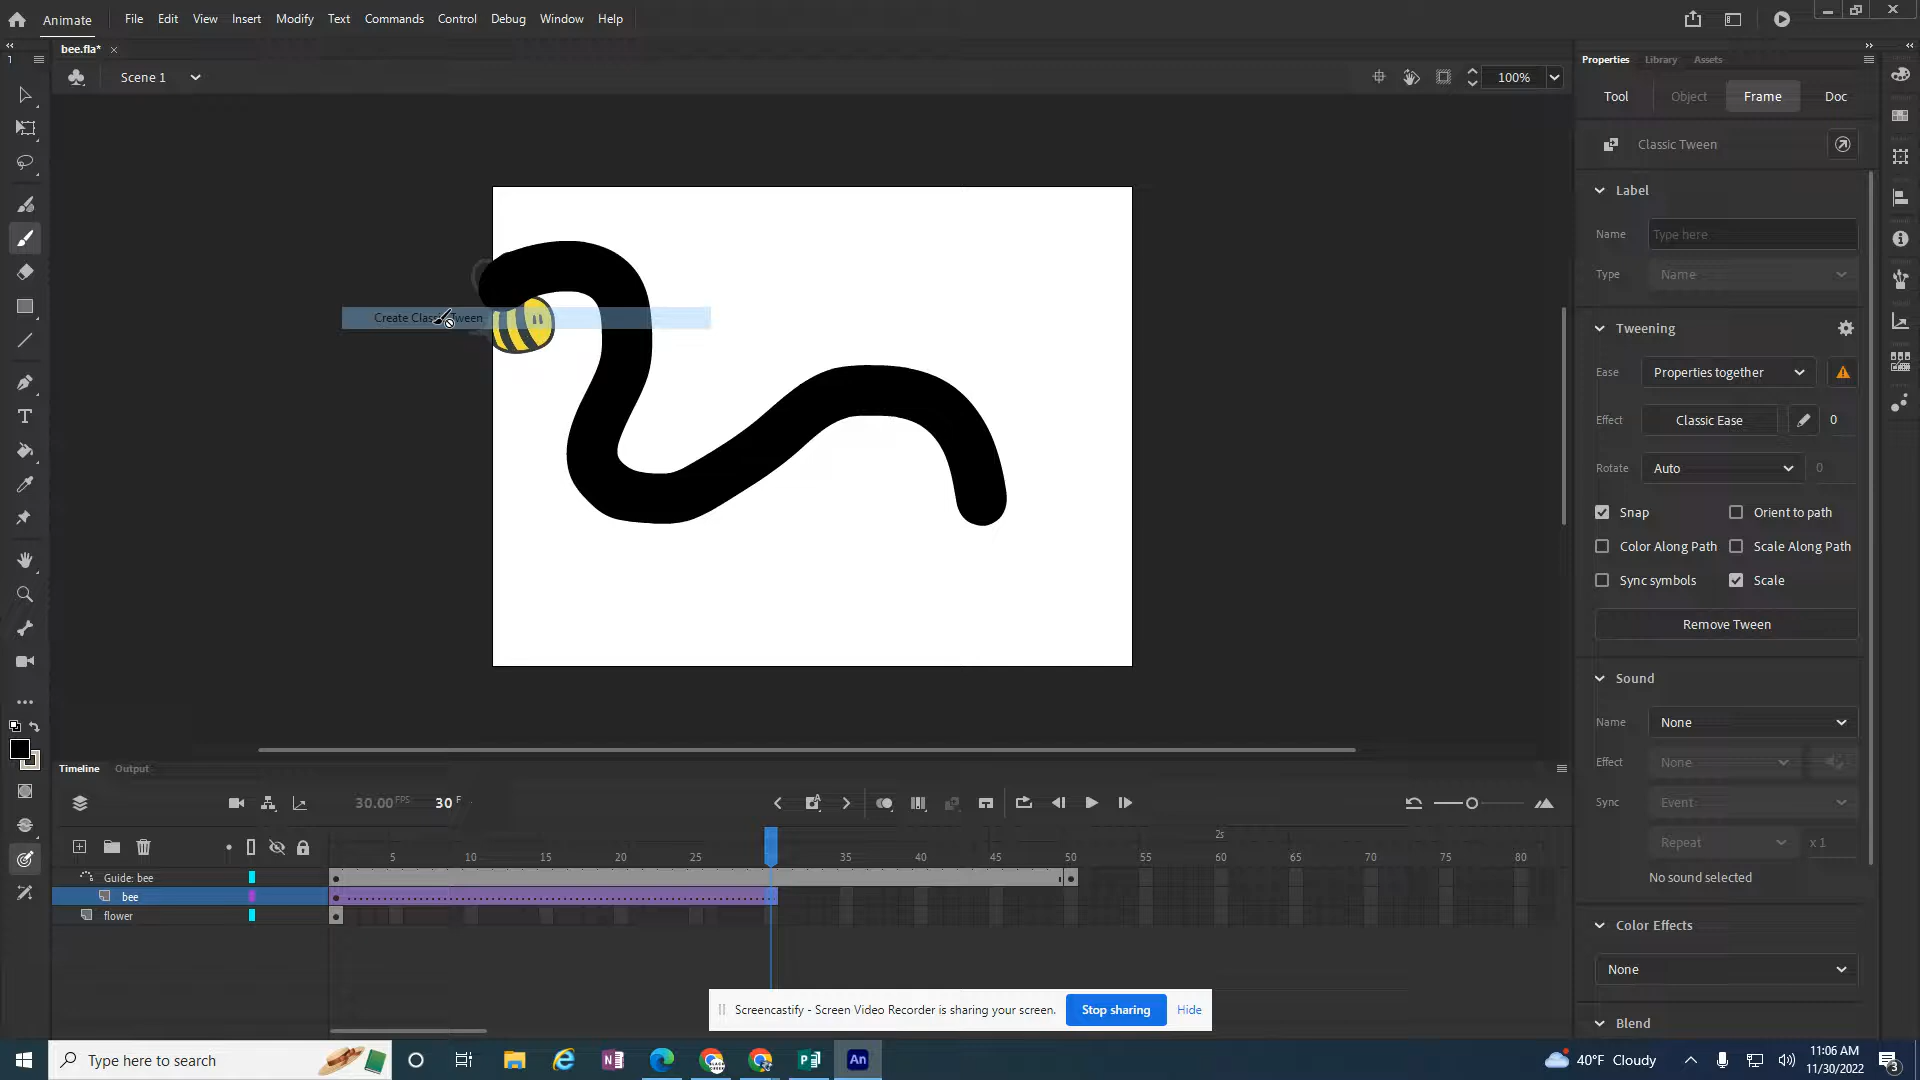 Animate File Edit View Insert Modify Text Commands Control Debug Window Help
bee.fla*
1
Scene 1
100%
Properties Library Assets
Tool Object Frame Doc
Classic Tween
Label
Name Type here
Type Name
Create Classic Tween
Tweening
Ease Properties together
Effect Classic Ease 0
Rotate Auto 0
Snap Orient to path
Color Along Path Scale Along Path
Sync symbols Scale
Remove Tween
Sound
Name None
Effect None
Sync Event
Repeat x 1
No sound selected
Color Effects
None
Blend
Timeline Output
30.00 FPS 30 F
2s
5 10 15 20 25 35 40 45 50 55 60 65 70 75 80
Guide: bee
bee
flower
Screencastify - Screen Video Recorder is sharing your screen. Stop sharing Hide
Type here to search
An
40°F Cloudy
11:06 AM
11/30/2022
3